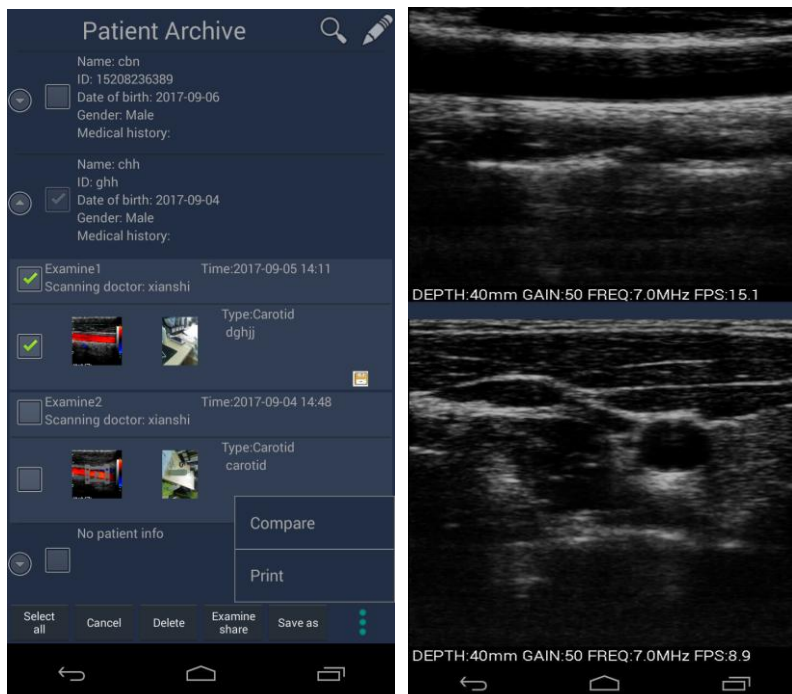 Patient Archive
Name: cbn
ID: 15208236389
Date of birth: 2017-09-06
Gender: Male
Medical history:
Name: chh
ID: ghh
Date of birth: 2017-09-04
Gender: Male
Medical history:
Examine1 Time:2017-09-05 14:11
Scanning doctor: xianshi
Type:Carotid
dghjj
Examine2 Time:2017-09-04 14:48
Scanning doctor: xianshi
Type:Carotid
carotid
No patient info
Compare
Print
Select all
Cancel
Delete
Examine share
Save as
DEPTH:40mm GAIN:50 FREQ:7.0MHz FPS:15.1
DEPTH:40mm GAIN:50 FREQ:7.0MHz FPS:8.9